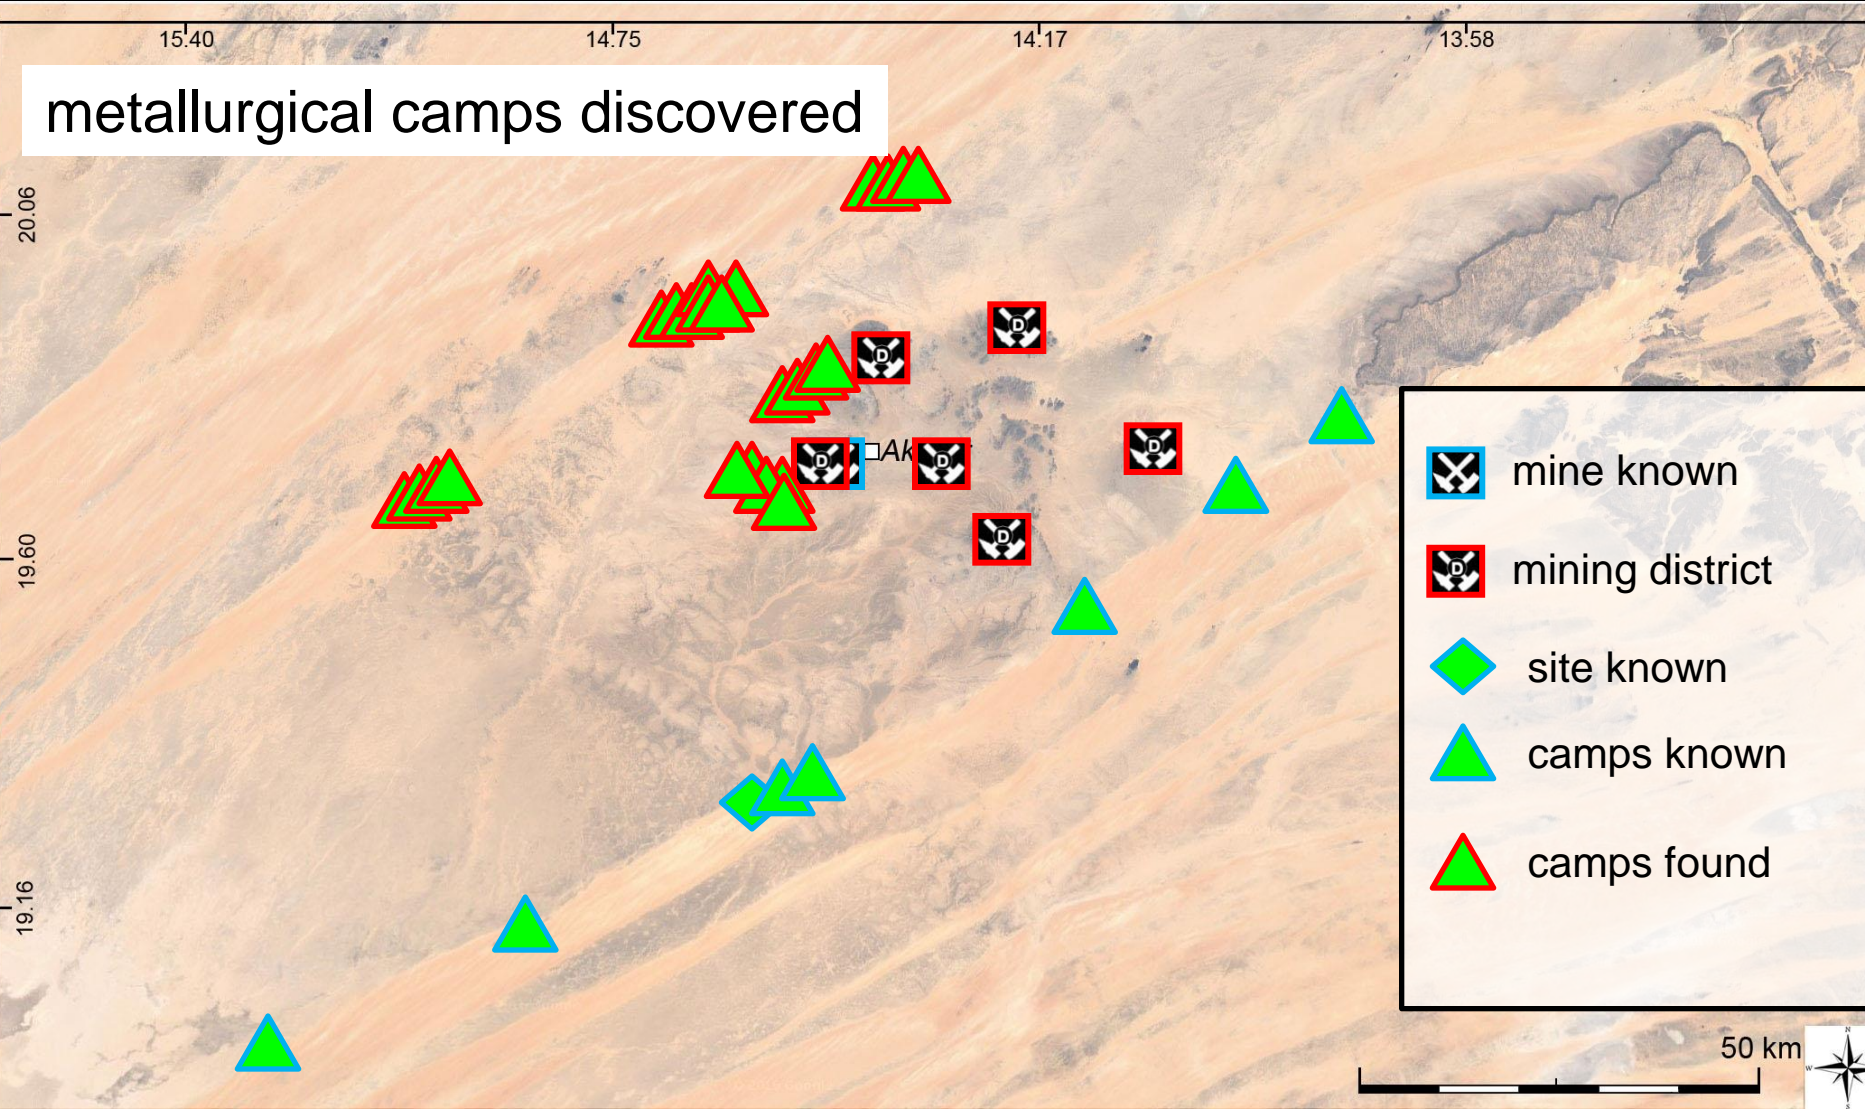 15.40 14.75 14.17 13.58
metallurgical camps discovered
20.06
19.60
19.16
D
D
D
D
D
D
mine known
D
mining district
site known
camps known
camps found
50 km
N
W
S